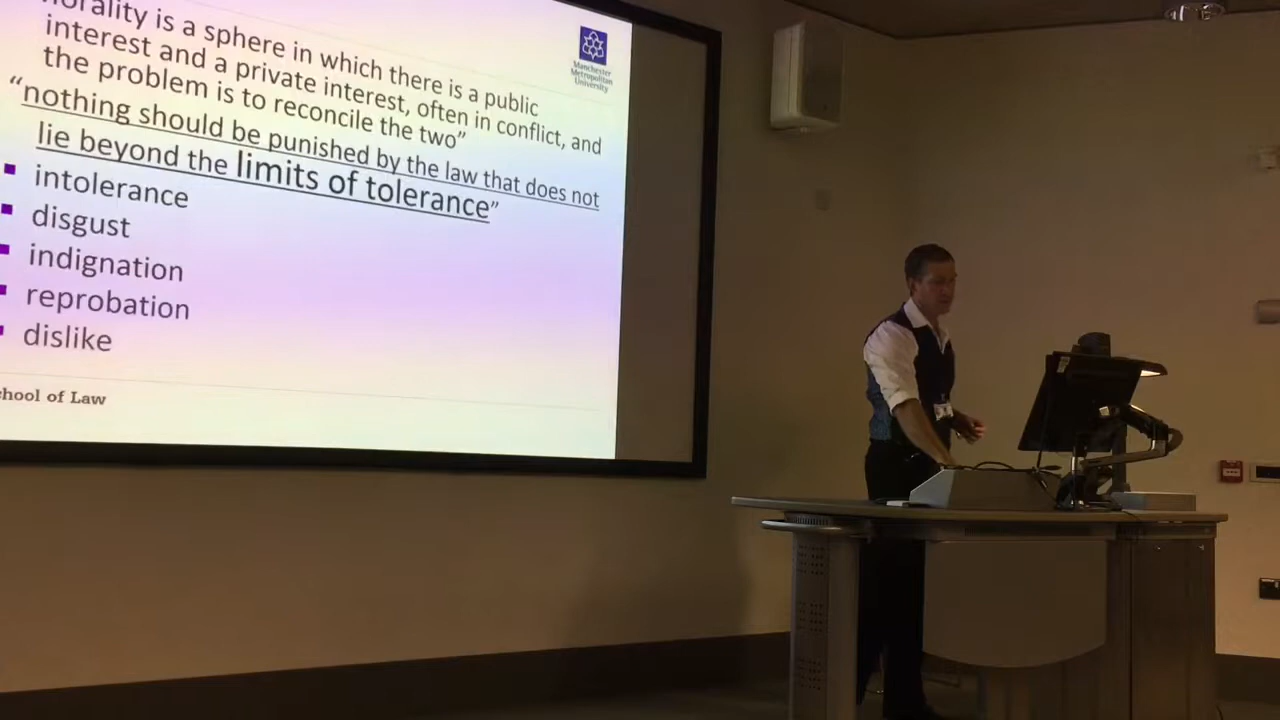 orality is a sphere in which there is a public
interest and a private interest, often in conflict, and
the problem is to reconcile the two”
“nothing should be punished by the law that does not
lie beyond the limits of tolerance”
intolerance
disgust
indignation
reprobation
dislike
hool of Law
Manchester
Metropolitan
University